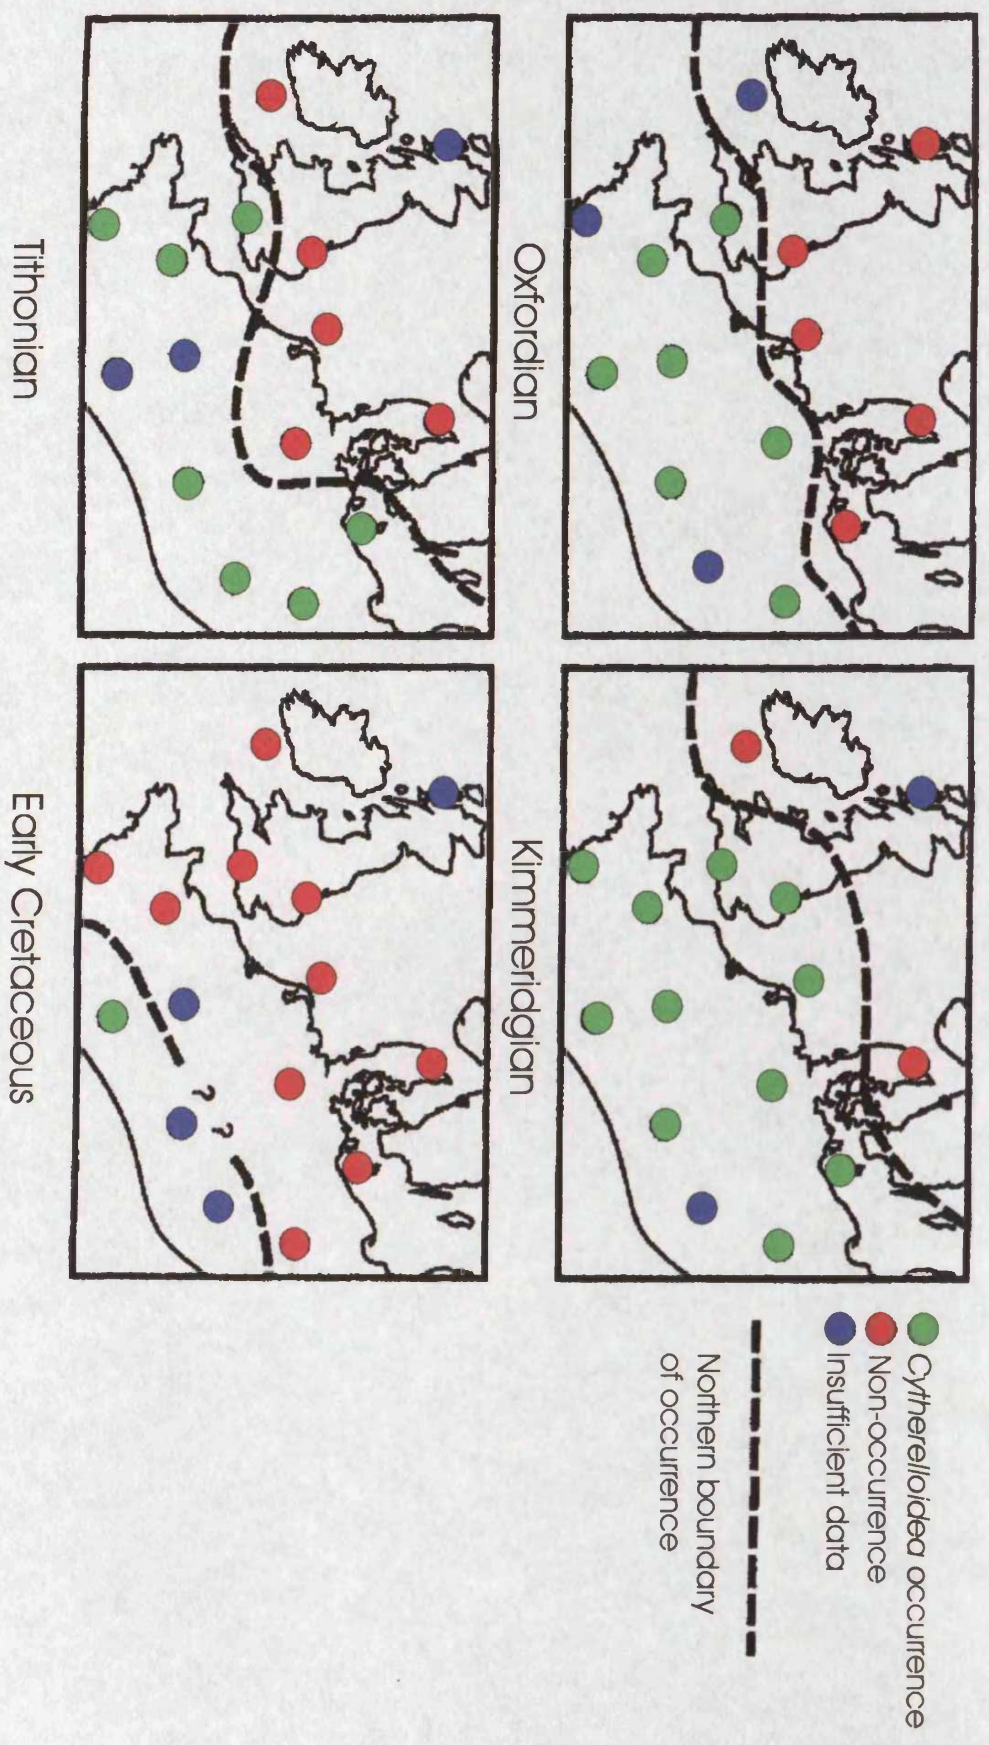 Oxfordian
Kimmeridgian
Tithonian
Early Cretaceous
? ?
Cytherelloidea occurrence
Non-occurrence
Insufficient data
Northern boundary
of occurrence